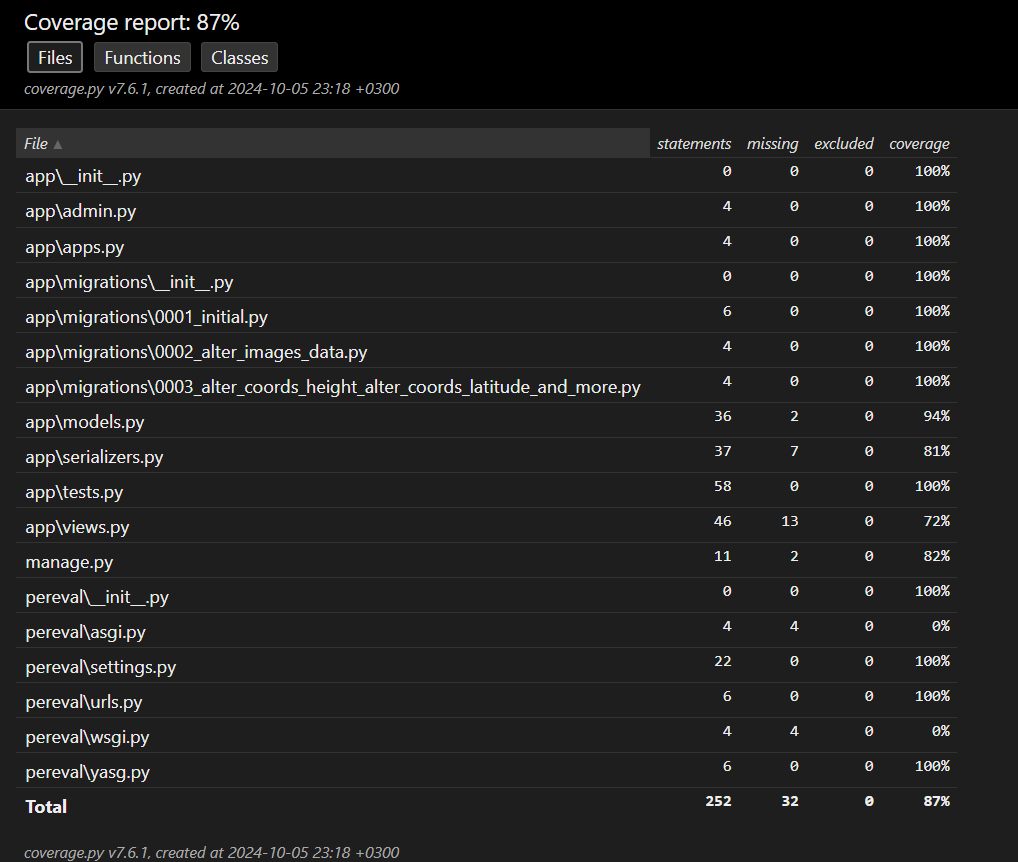 Coverage report: 87%
Files Functions Classes
coverage.py v7.6.1, created at 2024-10-05 23:18 +0300
File ▲ statements missing excluded coverage
app\__init__.py 0 0 0 100%
app\admin.py 4 0 0 100%
app\apps.py 4 0 0 100%
app\migrations\__init__.py 0 0 0 100%
app\migrations\0001_initial.py 6 0 0 100%
app\migrations\0002_alter_images_data.py 4 0 0 100%
app\migrations\0003_alter_coords_height_alter_coords_latitude_and_more.py 4 0 0 100%
app\models.py 36 2 0 94%
app\serializers.py 37 7 0 81%
app\tests.py 58 0 0 100%
app\views.py 46 13 0 72%
manage.py 11 2 0 82%
pereval\__init__.py 0 0 0 100%
pereval\asgi.py 4 4 0 0%
pereval\settings.py 22 0 0 100%
pereval\urls.py 6 0 0 100%
pereval\wsgi.py 4 4 0 0%
pereval\yasg.py 6 0 0 100%
Total 252 32 0 87%
coverage.py v7.6.1, created at 2024-10-05 23:18 +0300